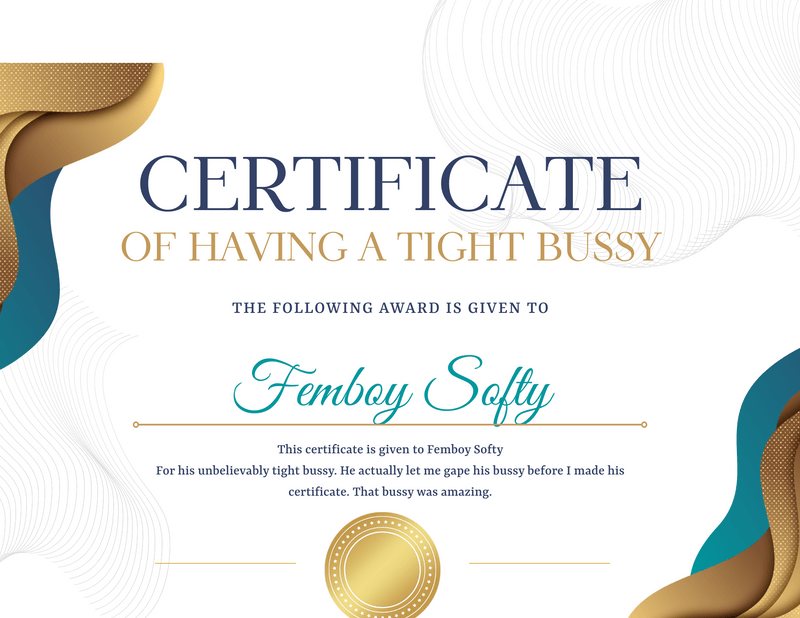 CERTIFICATE
OF HAVING A TIGHT BUSSY
THE FOLLOWING AWARD IS GIVEN TO
Femboy Softy
This certificate is given to Femboy Softy
For his unbelievably tight bussy. He actually let me gape his bussy before I made his
certificate. That bussy was amazing.